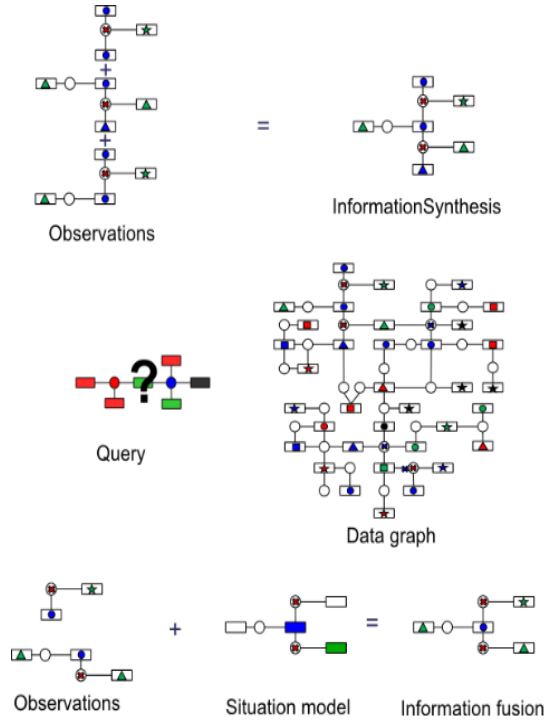 +
+
=
Observations
InformationSynthesis
?
Query
Data graph
+
=
Observations
Situation model
Information fusion